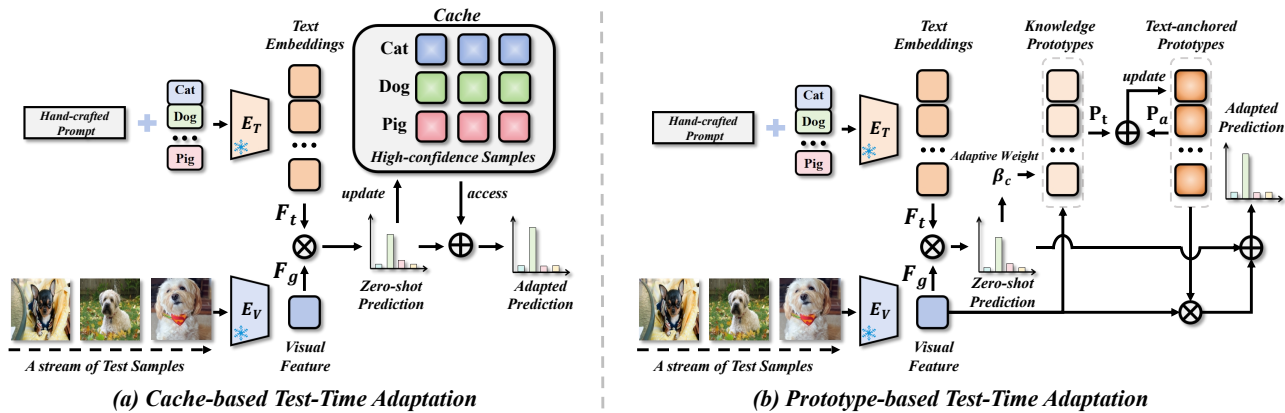 Text
Embeddings
Cache
Cat
Dog
Pig
High-confidence Samples
Hand-crafted
Prompt
Cat
Dog
Pig
E_T
update
access
F_t
F_g
E_V
Zero-shot
Prediction
Adapted
Prediction
Visual
Feature
A stream of Test Samples
(a) Cache-based Test-Time Adaptation
Text
Embeddings
Knowledge
Prototypes
Text-anchored
Prototypes
Hand-crafted
Prompt
Cat
Dog
Pig
E_T
update
P_t
P_a
Adapted
Prediction
Adaptive Weight
β_c
F_t
F_g
E_V
Zero-shot
Prediction
Visual
Feature
A stream of Test Samples
(b) Prototype-based Test-Time Adaptation